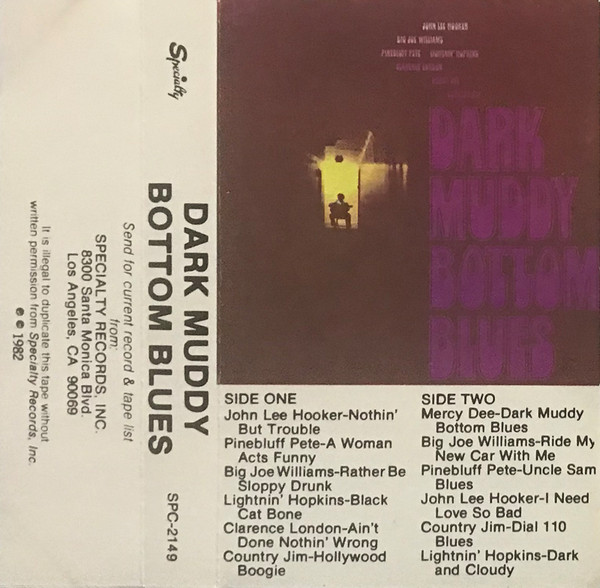 Specialty
DARK MUDDY
BOTTOM BLUES
SPC-2149
Send for current record & tape list
from:
SPECIALTY RECORDS, INC.
8300 Santa Monica Blvd.
Los Angeles, CA 90069
It is illegal to duplicate this tape without
written permission from Specialty Records, Inc.
℗ © 1982
JOHN LEE HOOKER
BIG JOE WILLIAMS
PINEBLUFF PETE LIGHTNIN' HOPKINS
CLARENCE LONDON
DARK
MUDDY
BOTTOM
BLUES
SIDE ONE
John Lee Hooker-Nothin'
But Trouble
Pinebluff Pete-A Woman
Acts Funny
Big Joe Williams-Rather Be
Sloppy Drunk
Lightnin' Hopkins-Black
Cat Bone
Clarence London-Ain't
Done Nothin' Wrong
Country Jim-Hollywood
Boogie
SIDE TWO
Mercy Dee-Dark Muddy
Bottom Blues
Big Joe Williams-Ride My
New Car With Me
Pinebluff Pete-Uncle Sam
Blues
John Lee Hooker-I Need
Love So Bad
Country Jim-Dial 110
Blues
Lightnin' Hopkins-Dark
and Cloudy